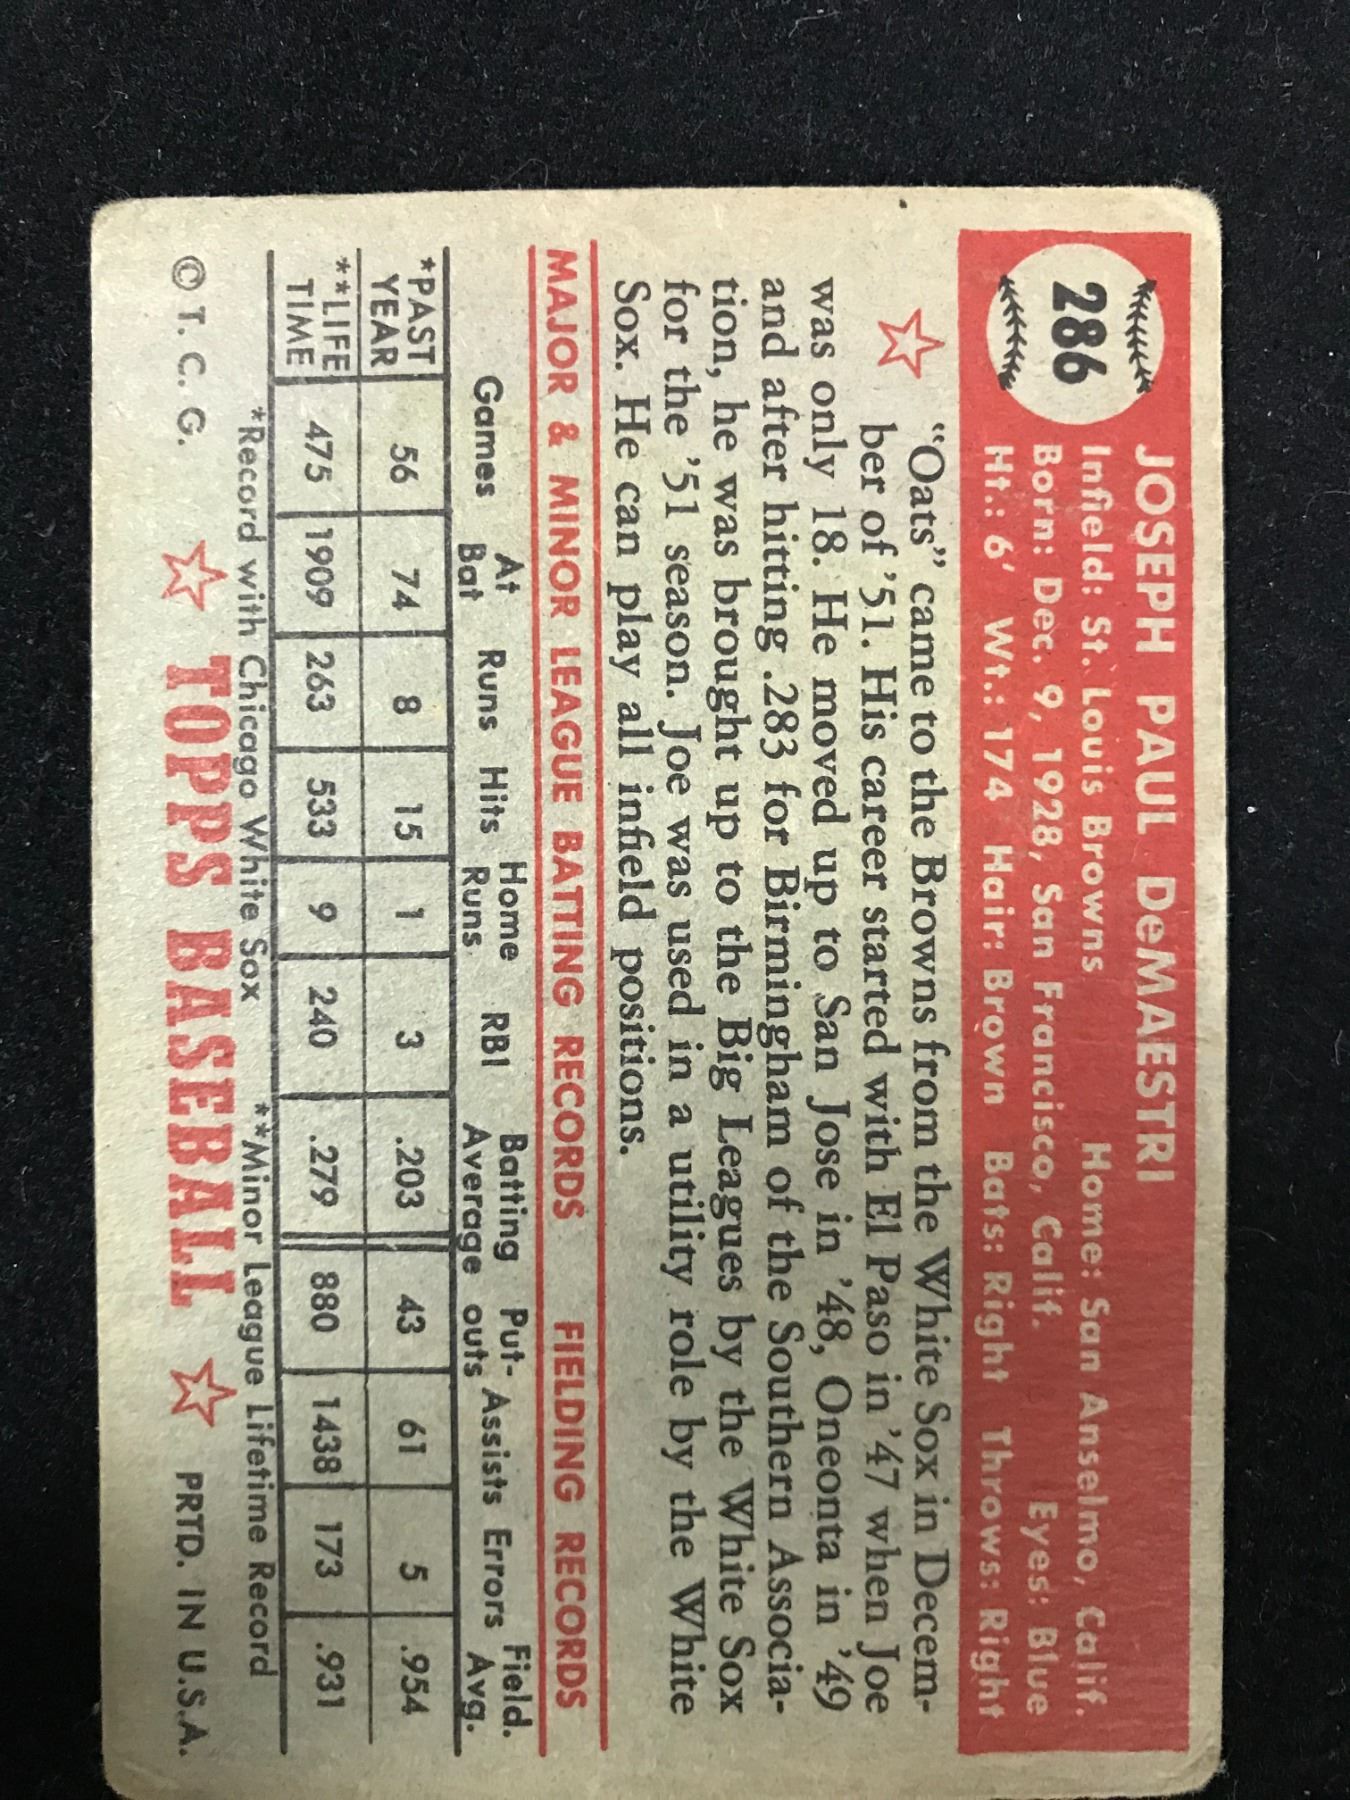 286
JOSEPH PAUL DeMAESTRI
Infield: St. Louis Browns Home: San Anselmo, Calif.
Born: Dec. 9, 1928, San Francisco, Calif. Eyes: Blue
Ht.: 6' Wt.: 174 Hair: Brown Bats: Right Throws: Right
"Oats" came to the Browns from the White Sox in Decem-
ber of '51. His career started with El Paso in '47 when Joe
was only 18. He moved up to San Jose in '48, Oneonta in '49
and after hitting .283 for Birmingham of the Southern Associa-
tion, he was brought up to the Big Leagues by the White Sox
for the '51 season. Joe was used in a utility role by the White
Sox. He can play all infield positions.
MAJOR & MINOR LEAGUE BATTING RECORDS FIELDING RECORDS
Games At Bat Runs Hits Home Runs RBI Batting Average Put-outs Assists Errors Field. Avg.
*PAST YEAR 56 74 8 15 1 3 .203 43 61 5 .954
**LIFE TIME 475 1909 263 533 9 240 .279 880 1438 173 .931
*Record with Chicago White Sox **Minor League Lifetime Record
© T. C. G. TOPPS BASEBALL PRTD. IN U.S.A.